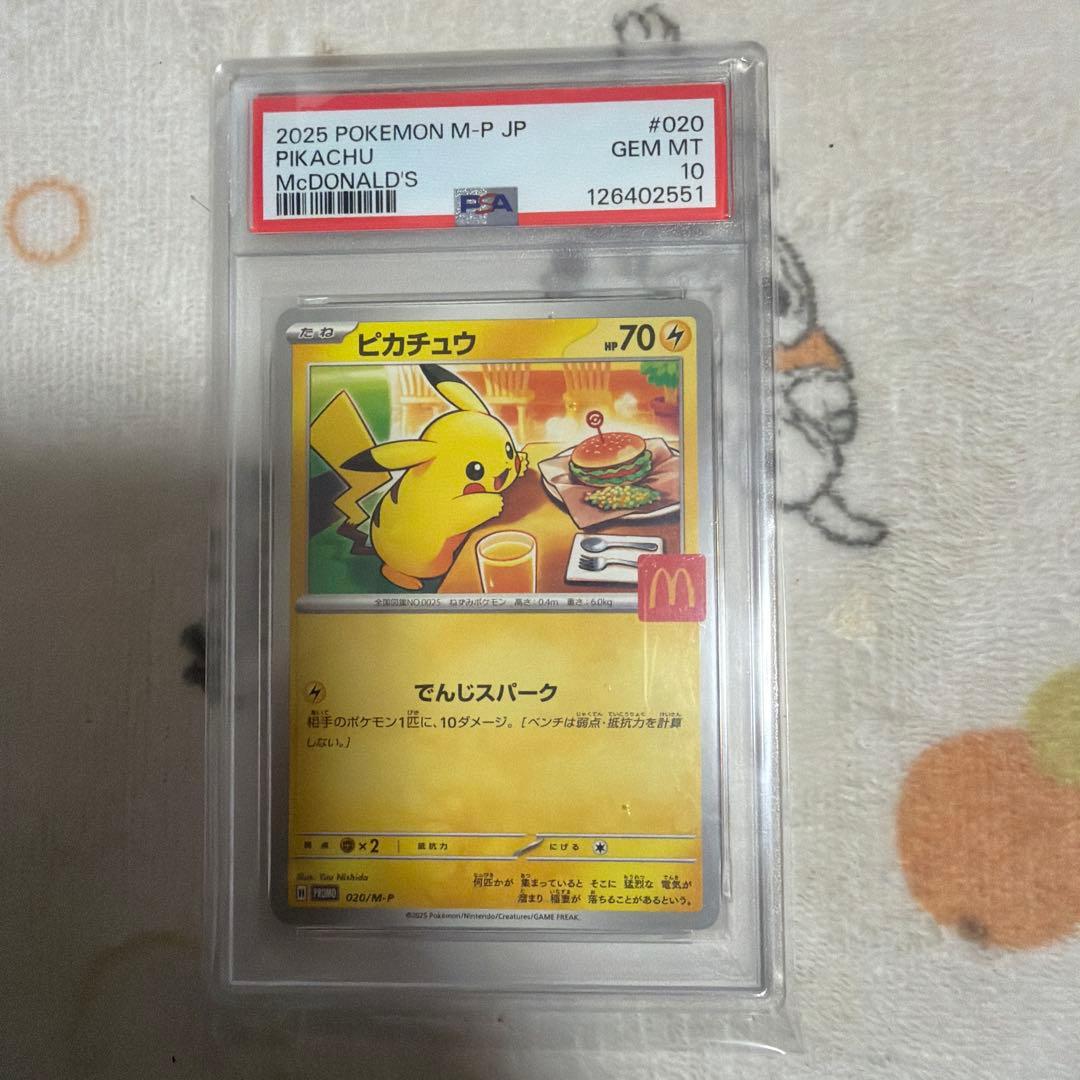 2025 POKEMON M-P JP #020
PIKACHU GEM MT
McDONALD'S 10
PSA 126402551
たね ピカチュウ HP70
全国図鑑NO.0025 ねずみポケモン 高さ:0.4m 重さ:6.0kg
M
でんじスパーク
相手のポケモン1匹に、10ダメージ。[ベンチは弱点・抵抗力を計算
しない。]
弱点 ×2 抵抗力 にげる
Illus. Yuu Nishida
何匹かが 集まっていると そこに 猛烈な 電気が
溜まり 稲妻が 落ちることがあるという。
PROMO 020/M-P
©2025 Pokémon/Nintendo/Creatures/GAME FREAK.